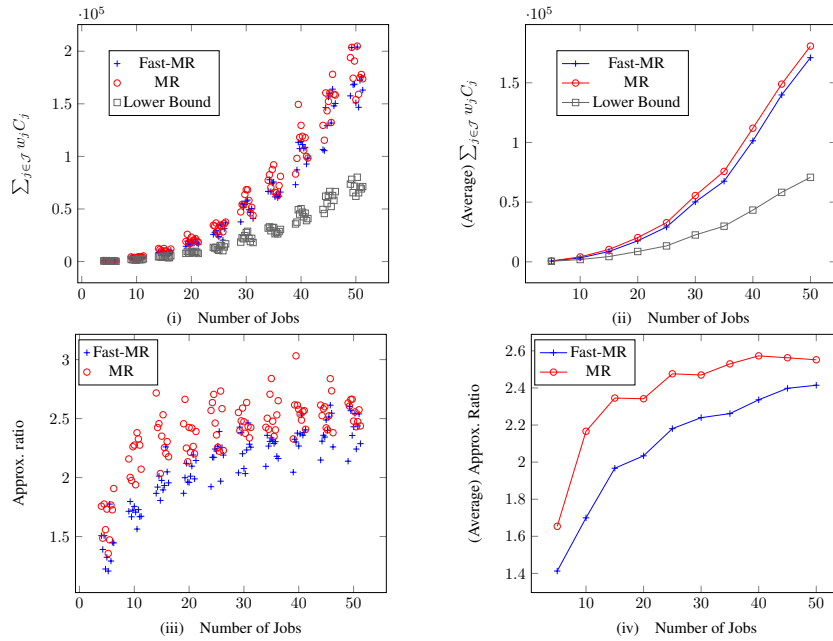 ·10⁵
∑_{j∈𝒥} w_j C_j
2
1.5
1
0.5
0
Fast-MR
MR
Lower Bound
0 10 20 30 40 50
(i) Number of Jobs
·10⁵
(Average) ∑_{j∈𝒥} w_j C_j
1.5
1
0.5
0
Fast-MR
MR
Lower Bound
10 20 30 40 50
(ii) Number of Jobs
Approx. ratio
3
2.5
2
1.5
Fast-MR
MR
0 10 20 30 40 50
(iii) Number of Jobs
(Average) Approx. Ratio
2.6
2.4
2.2
2
1.8
1.6
1.4
Fast-MR
MR
10 20 30 40 50
(iv) Number of Jobs